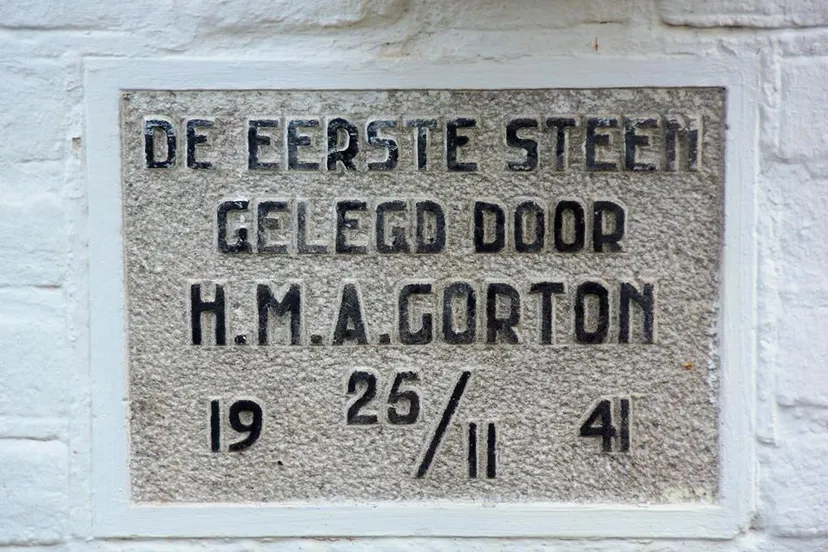 DE EERSTE STEEN
GELEGD DOOR
H.M.A.GORTON
19 25/11 41